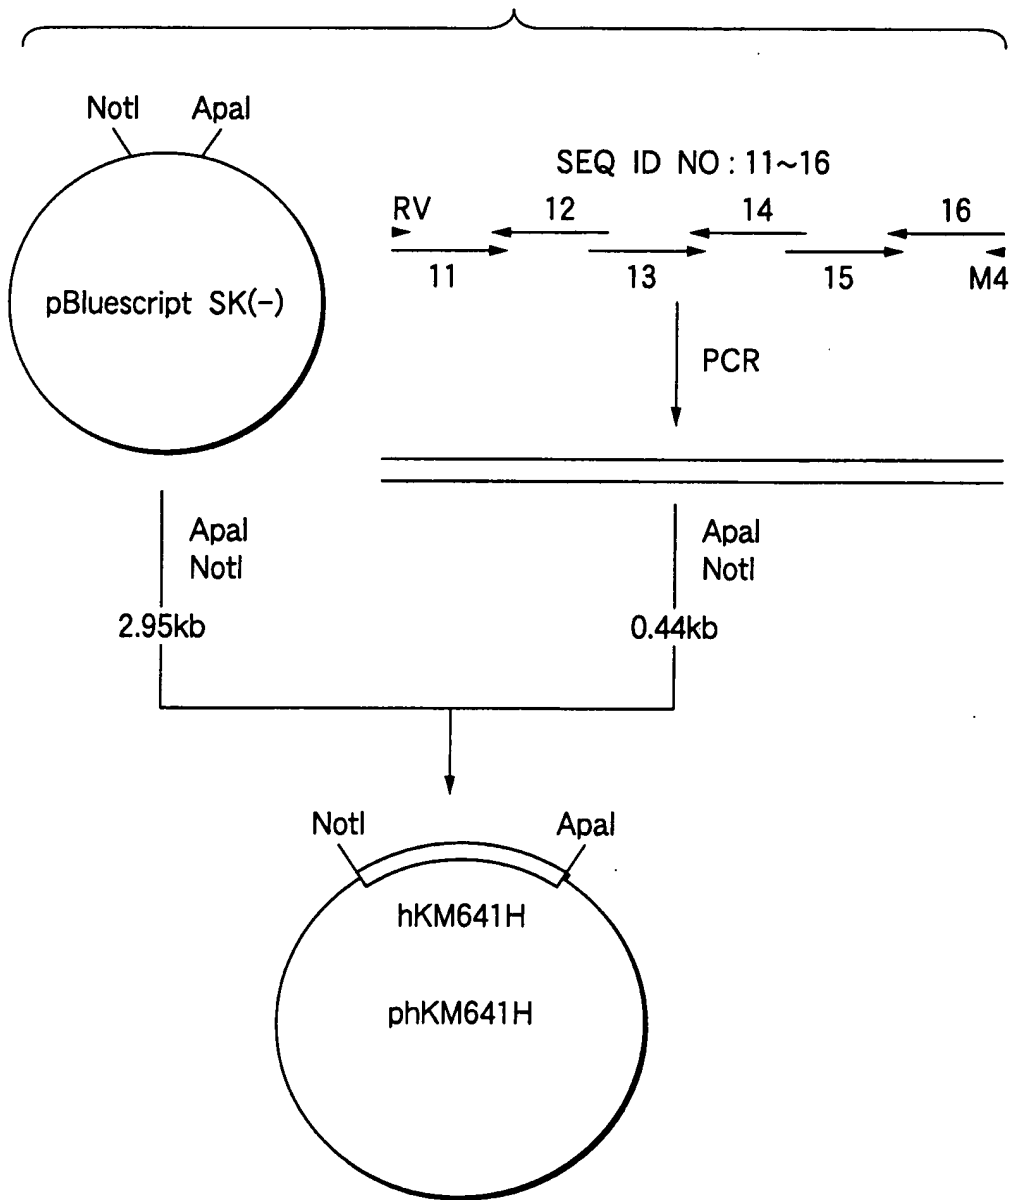 NotI ApaI
SEQ ID NO : 11~16
RV 12 14 16
11 13 15 M4
pBluescript SK(-)
PCR
ApaI
NotI
ApaI
NotI
2.95kb
0.44kb
NotI ApaI
hKM641H
phKM641H